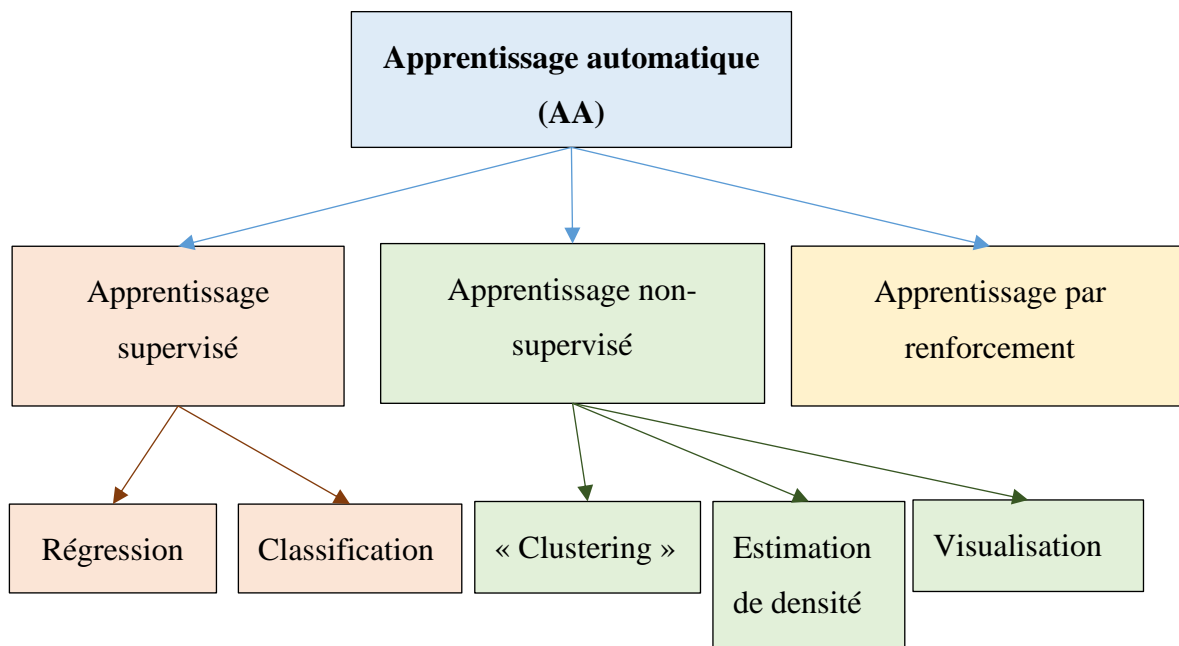 Apprentissage automatique
(AA)
Apprentissage
supervisé
Apprentissage non-
supervisé
Apprentissage par
renforcement
Régression
Classification
« Clustering »
Estimation
de densité
Visualisation